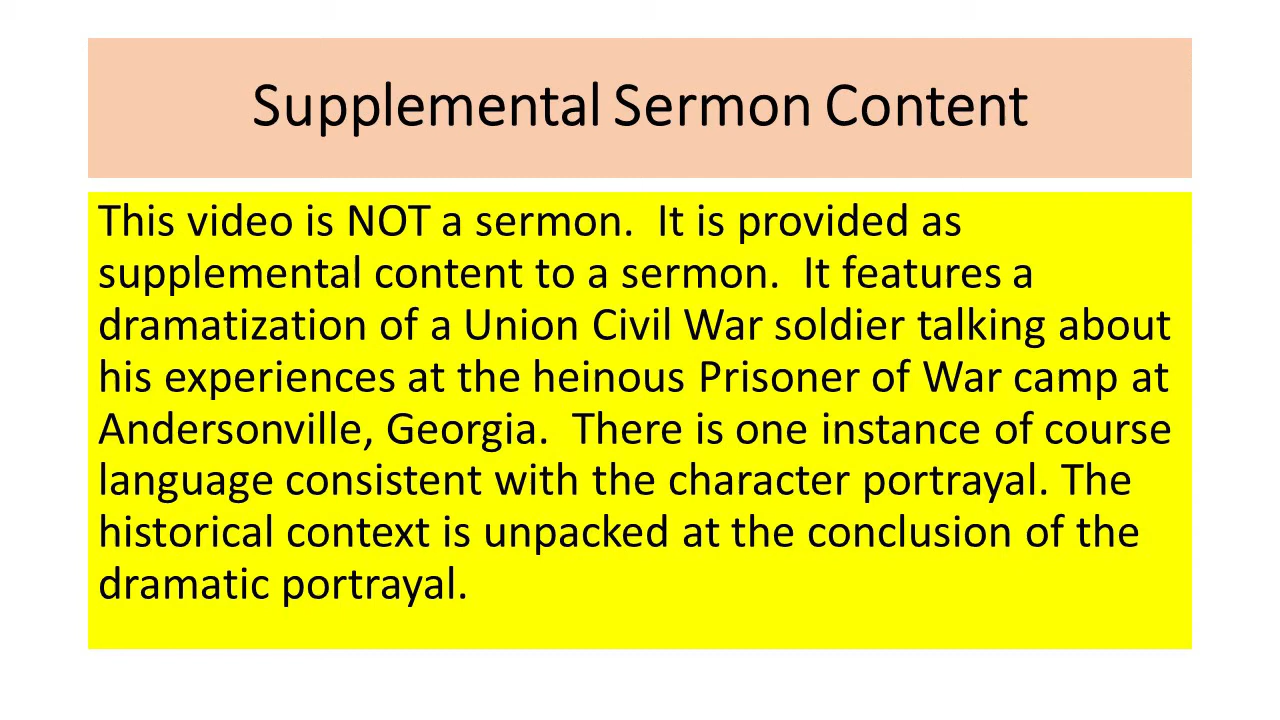 Supplemental Sermon Content
This video is NOT a sermon.  It is provided as
supplemental content to a sermon.  It features a
dramatization of a Union Civil War soldier talking about
his experiences at the heinous Prisoner of War camp at
Andersonville, Georgia.  There is one instance of course
language consistent with the character portrayal. The
historical context is unpacked at the conclusion of the
dramatic portrayal.